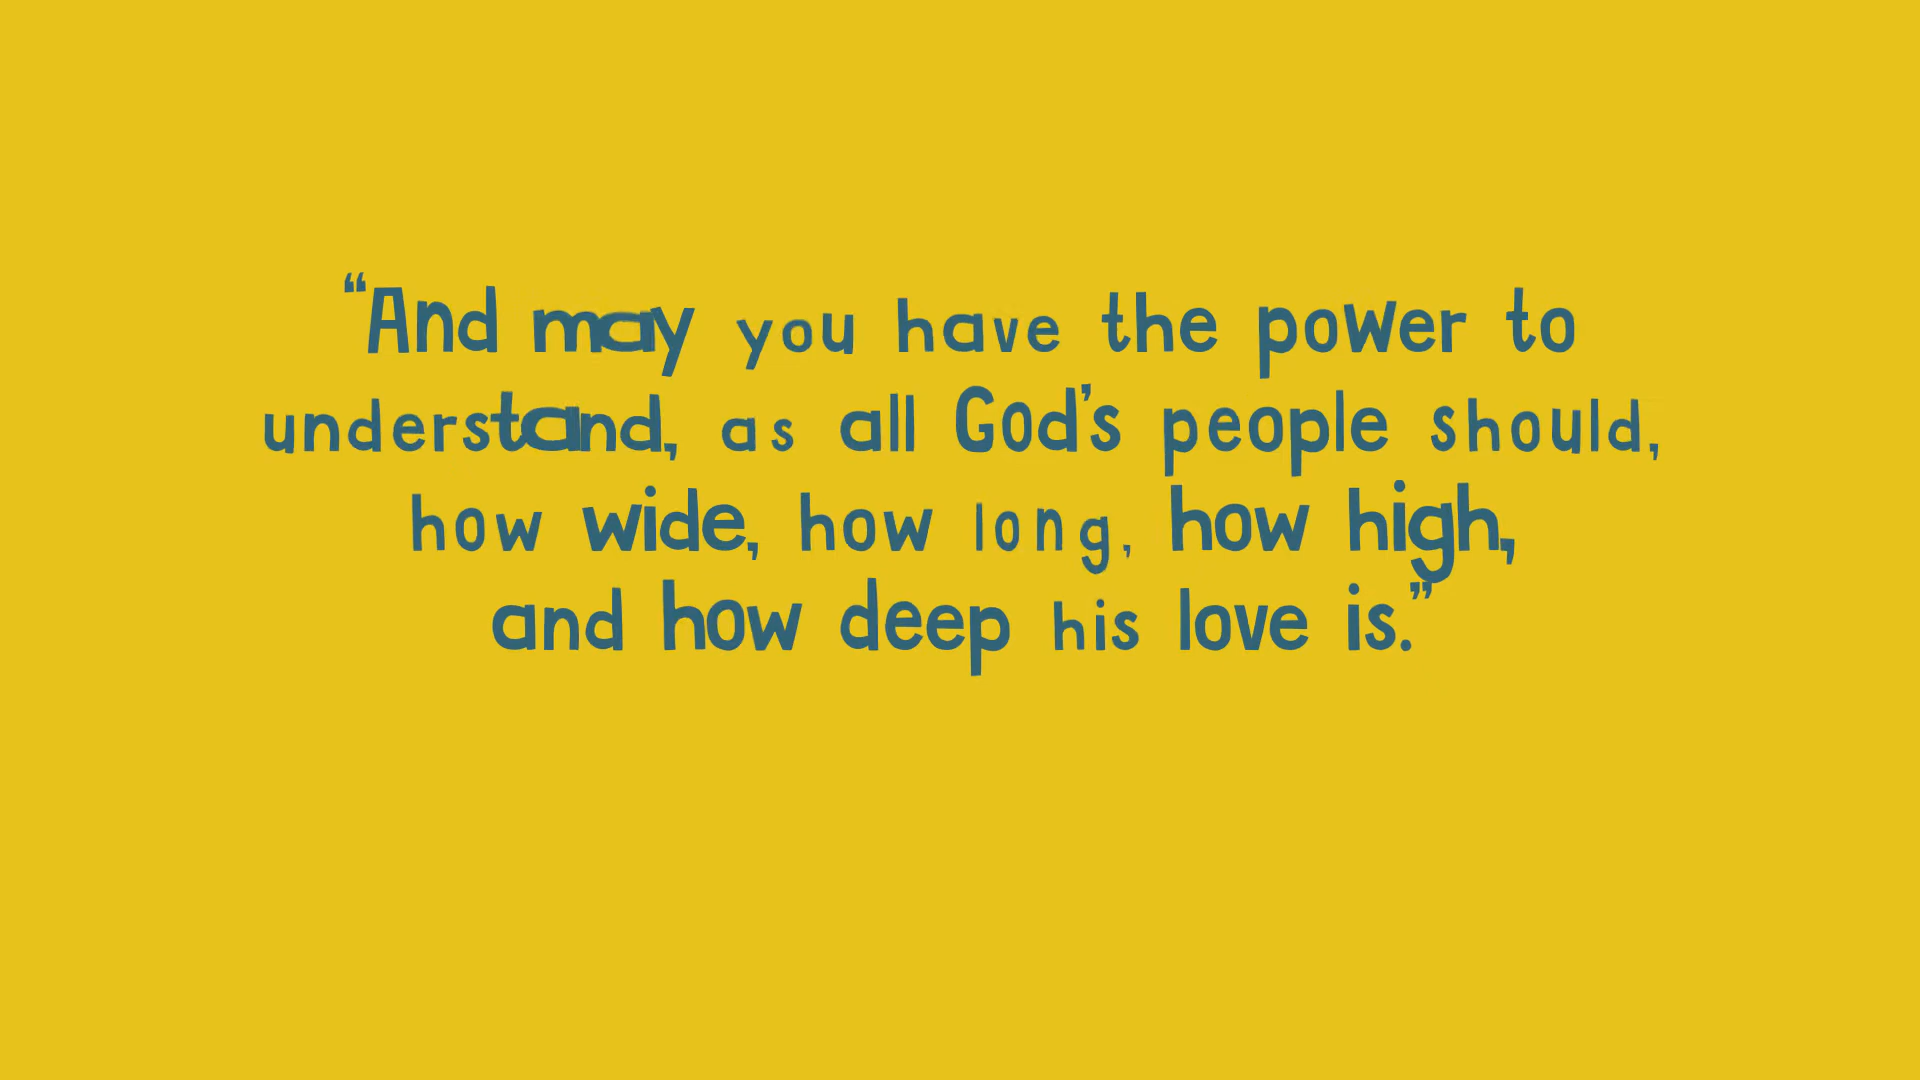 “And may you have the power to
understand, as all God’s people should,
how wide, how long, how high,
and how deep his love is.”